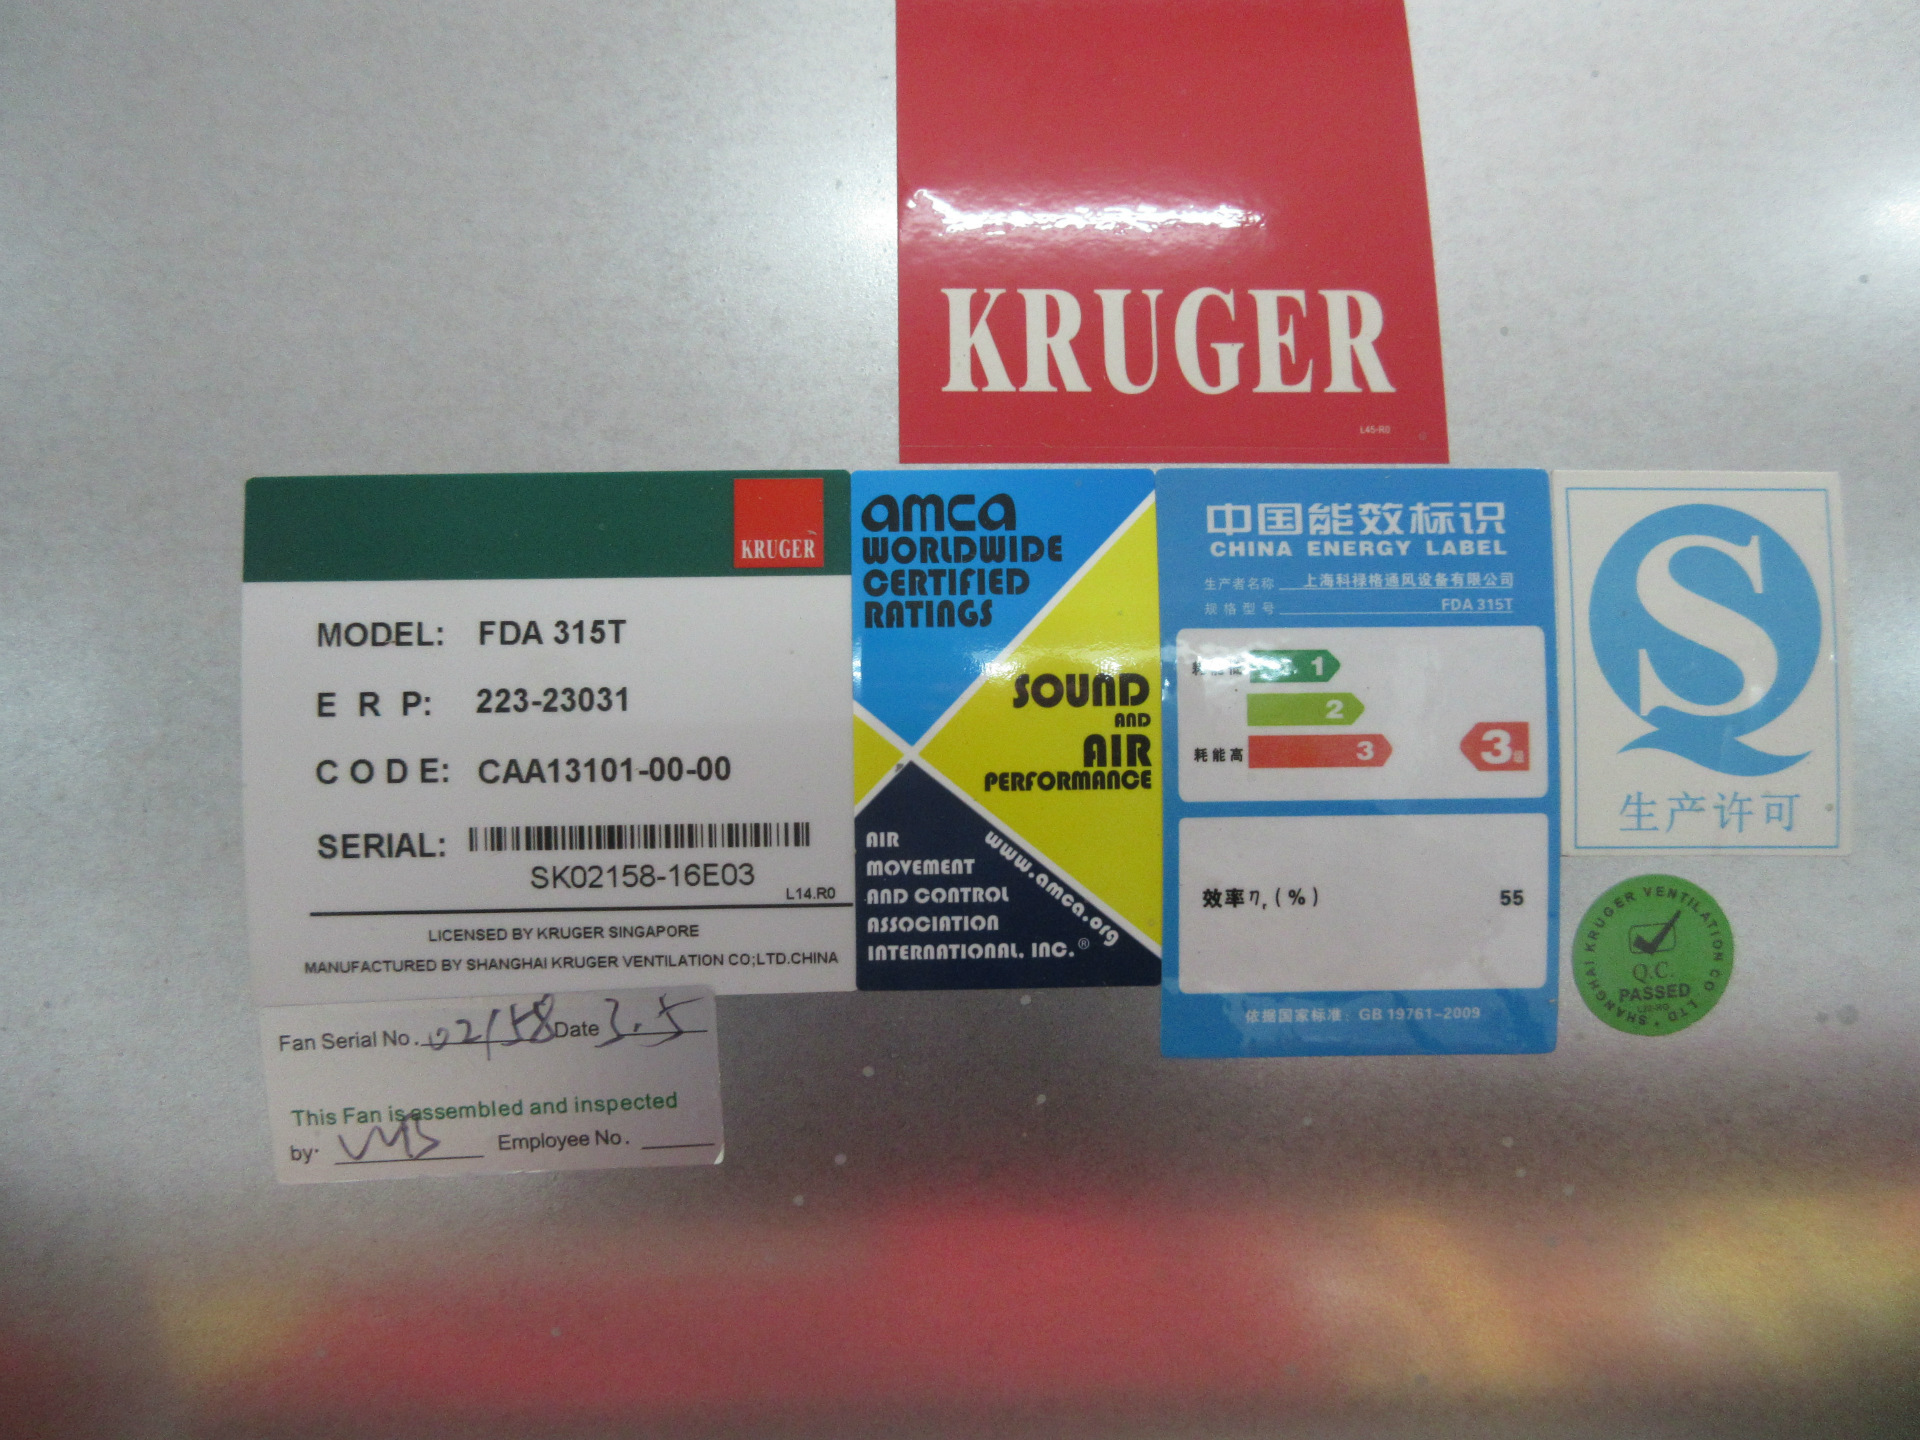 KRUGER
L45-R0
KRUGER
MODEL: FDA 315T
E R P: 223-23031
CODE: CAA13101-00-00
SERIAL:
SK02158-16E03
L14.R0
LICENSED BY KRUGER SINGAPORE
MANUFACTURED BY SHANGHAI KRUGER VENTILATION CO;LTD.CHINA
Fan Serial No. 02158 Date 3.5
This Fan is assembled and inspected
by: Employee No.
amca
WORLDWIDE
CERTIFIED
RATINGS
SOUND
AND
AIR
PERFORMANCE
AIR
MOVEMENT
AND CONTROL
ASSOCIATION
INTERNATIONAL, INC.®
www.amca.org
中国能效标识
CHINA ENERGY LABEL
生产者名称 上海科禄格通风设备有限公司
规格型号 FDA 315T
1
2
耗能高 3
3级
效率ηr(%) 55
依据国家标准: GB 19761-2009
S
生产许可
SHANGHAI KRUGER VENTILATION CO. LTD
Q.C.
PASSED